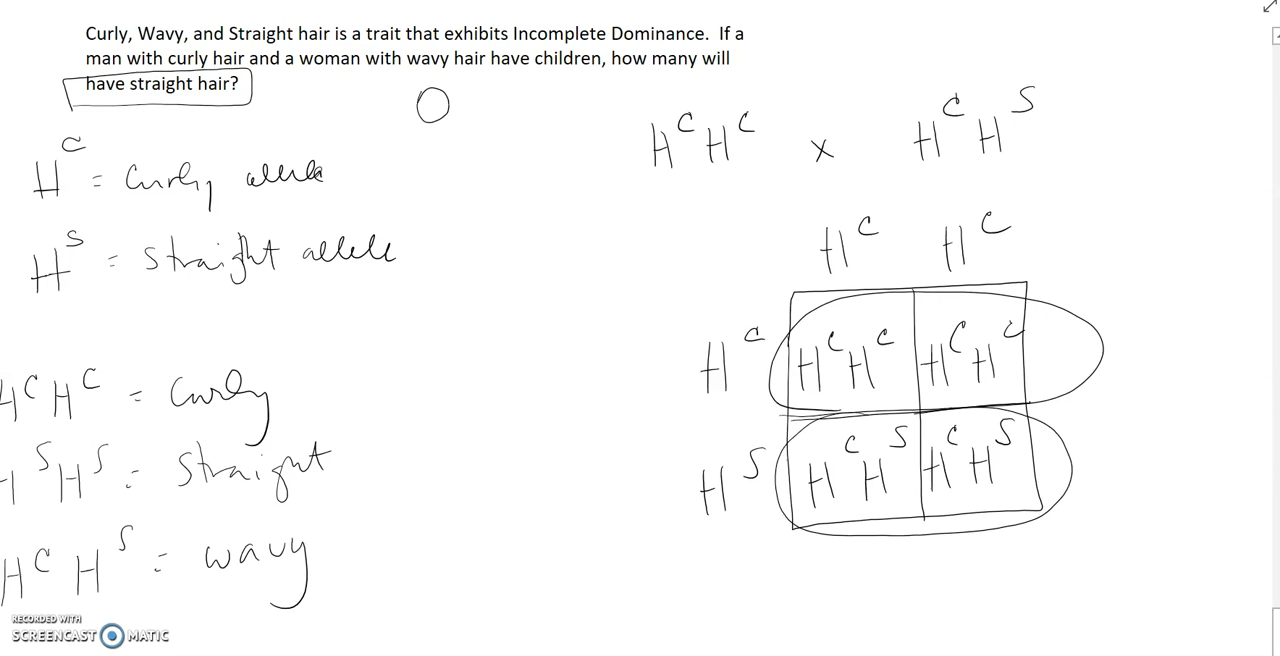 Curly, Wavy, and Straight hair is a trait that exhibits Incomplete Dominance. If a
man with curly hair and a woman with wavy hair have children, how many will
have straight hair?
O
H^C H^C x H^C H^S
H^C = Curly allele
H^S = Straight allele
H^C H^C
H^C H^C H^C H^C H^C
H^S H^C H^S H^C H^S
H^C H^C = Curly
H^S H^S = Straight
H^C H^S = wavy
RECORDED WITH
SCREENCAST MATIC